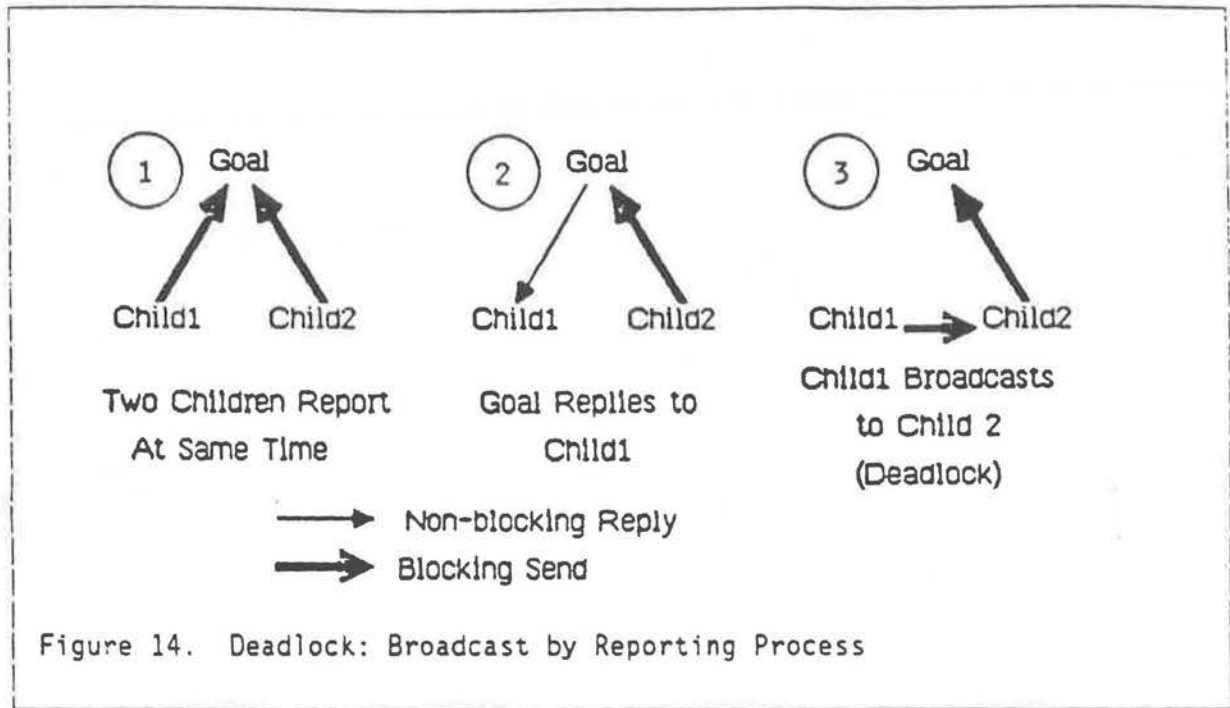 1 Goal
Child1 Child2
Two Children Report
At Same Time
2 Goal
Child1 Child2
Goal Replies to
Child1
3 Goal
Child1 Child2
Child1 Broadcasts
to Child 2
(Deadlock)
Non-blocking Reply
Blocking Send
Figure 14. Deadlock: Broadcast by Reporting Process